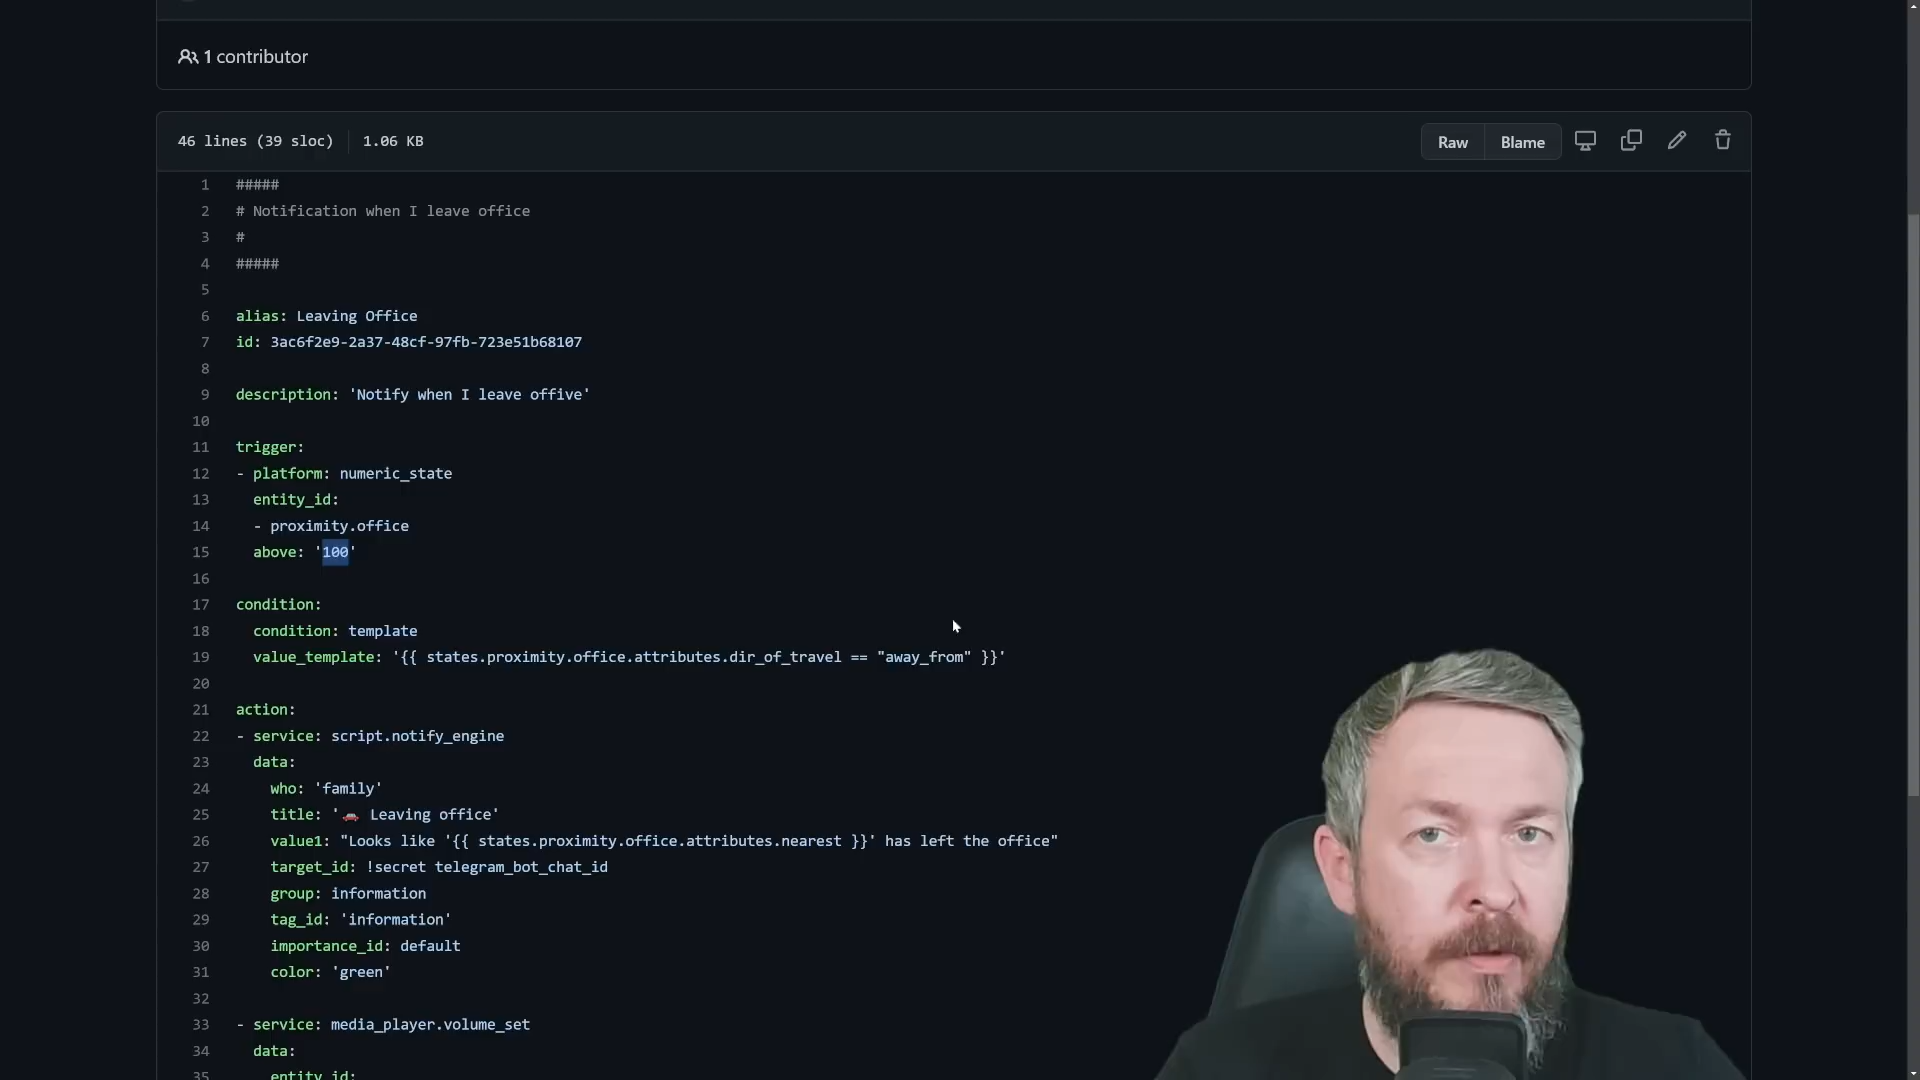 1 contributor
46 lines (39 sloc) 1.06 KB
Raw Blame
1 #####
2 # Notification when I leave office
3 #
4 #####
5
6 alias: Leaving Office
7 id: 3ac6f2e9-2a37-48cf-97fb-723e51b68107
8
9 description: 'Notify when I leave offive'
10
11 trigger:
12 - platform: numeric_state
13 entity_id:
14 - proximity.office
15 above: '100'
16
17 condition:
18 condition: template
19 value_template: '{{ states.proximity.office.attributes.dir_of_travel == "away_from" }}'
20
21 action:
22 - service: script.notify_engine
23 data:
24 who: 'family'
25 title: '🚗 Leaving office'
26 value1: "Looks like '{{ states.proximity.office.attributes.nearest }}' has left the office"
27 target_id: !secret telegram_bot_chat_id
28 group: information
29 tag_id: 'information'
30 importance_id: default
31 color: 'green'
32
33 - service: media_player.volume_set
34 data:
35 entity_id: